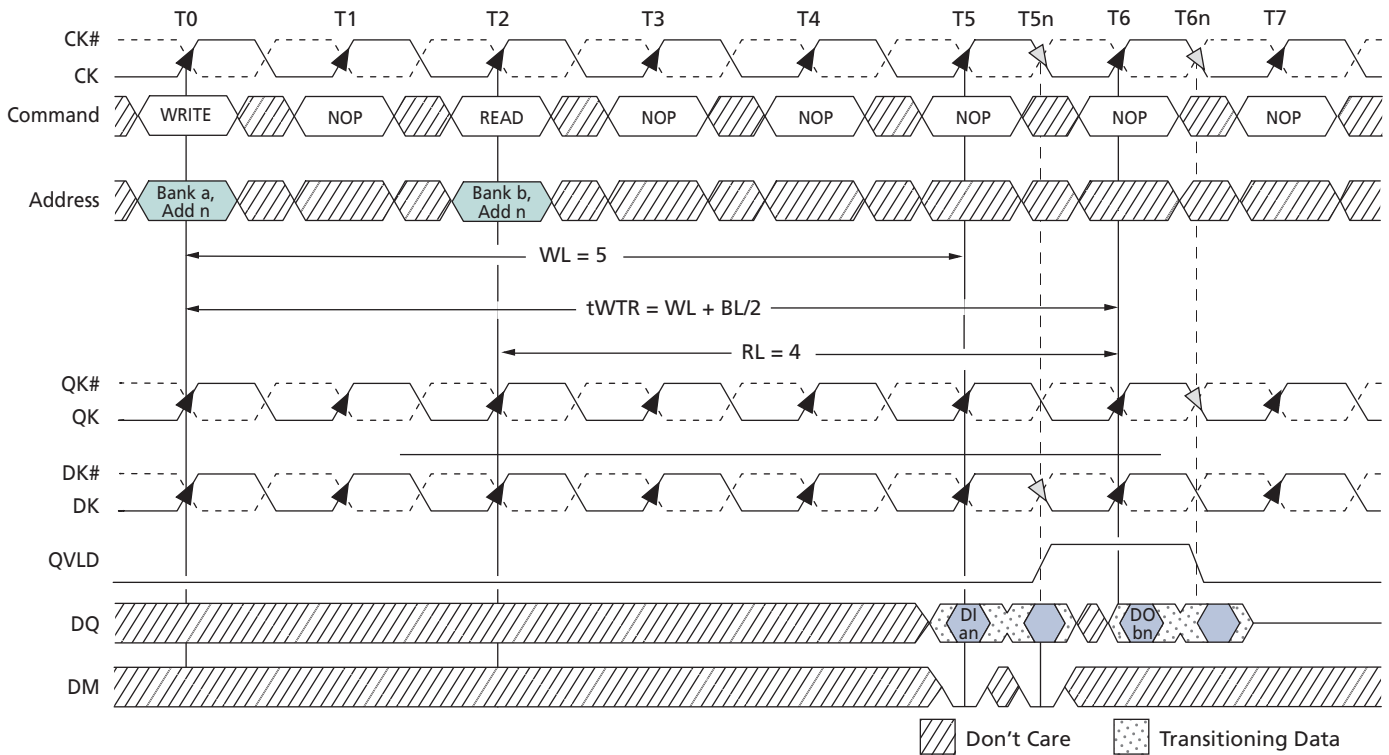 T0 T1 T2 T3 T4 T5 T5n T6 T6n T7
CK#
CK
Command WRITE NOP READ NOP NOP NOP NOP NOP
Address Bank a, Add n Bank b, Add n
WL = 5
tWTR = WL + BL/2
RL = 4
QK#
QK
DK#
DK
QVLD
DQ DI an DO bn
DM
Don't Care Transitioning Data